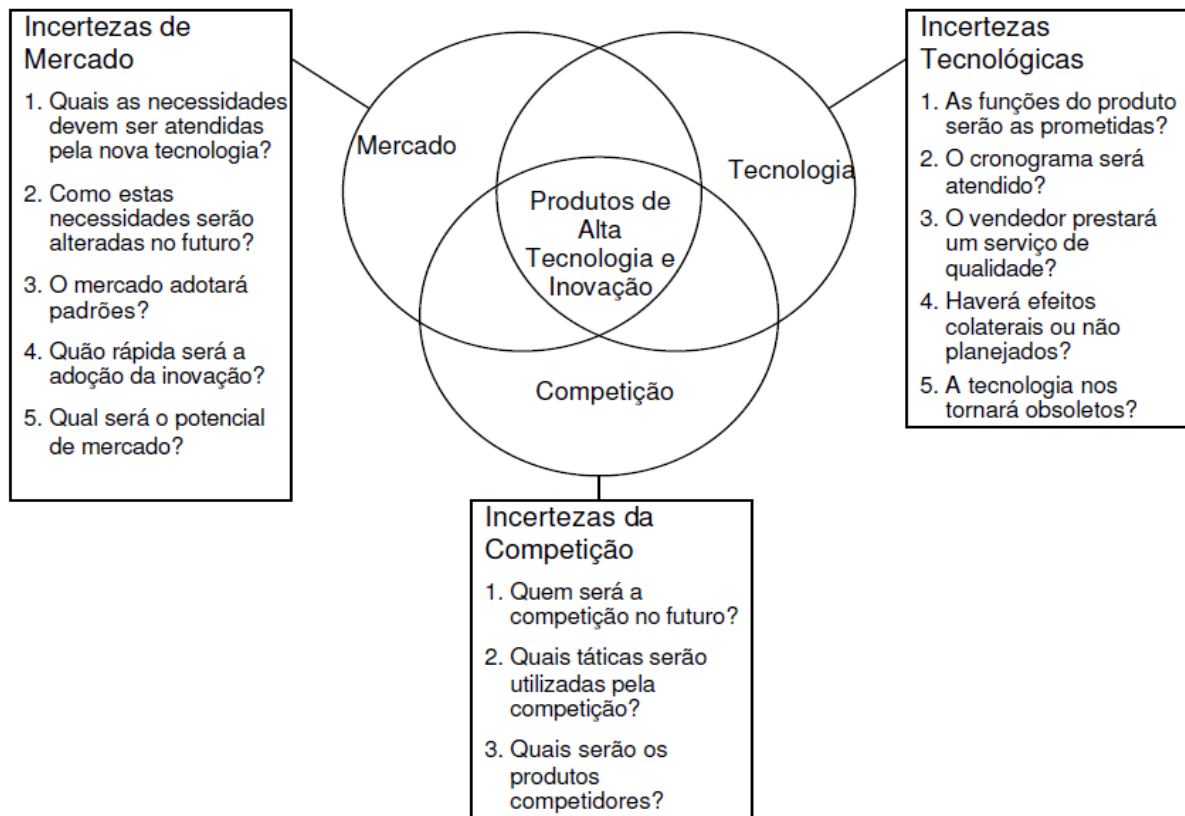 Incertezas de
Mercado
1. Quais as necessidades
devem ser atendidas
pela nova tecnologia?
2. Como estas
necessidades serão
alteradas no futuro?
3. O mercado adotará
padrões?
4. Quão rápida será a
adoção da inovação?
5. Qual será o potencial
de mercado?
Mercado
Tecnologia
Produtos de
Alta
Tecnologia e
Inovação
Competição
Incertezas
Tecnológicas
1. As funções do produto
serão as prometidas?
2. O cronograma será
atendido?
3. O vendedor prestará
um serviço de
qualidade?
4. Haverá efeitos
colaterais ou não
planejados?
5. A tecnologia nos
tornará obsoletos?
Incertezas da
Competição
1. Quem será a
competição no futuro?
2. Quais táticas serão
utilizadas pela
competição?
3. Quais serão os
produtos
competidores?